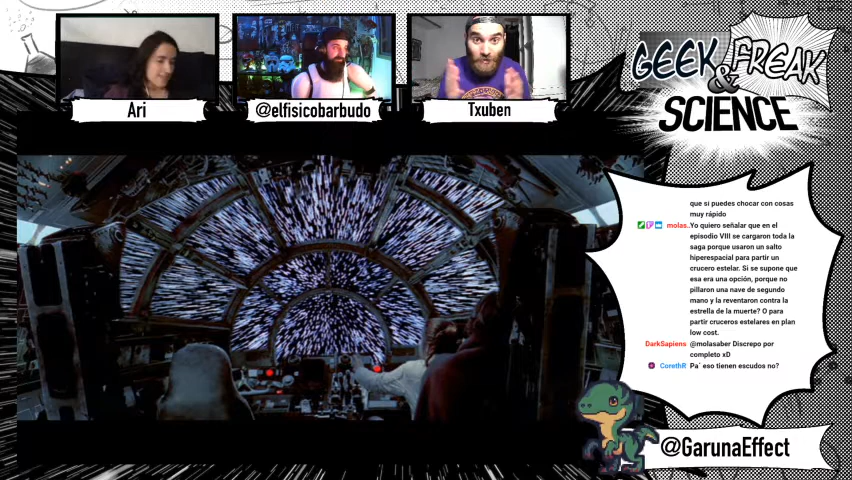 GEEK
& FREAK
SCIENCE
Ari
@elfisicobarbudo
Txuben
que si puedes chocar con cosas
muy rápido
molas..Yo quiero señalar que en el
episodio VIII se cargaron toda la
saga porque usaron un salto
hiperespacial para partir un
crucero estelar. Si se supone que
esa era una opción, porque no
pillaron una nave de segundo
mano y la reventaron contra la
estrella de la muerte? O para
partir cruceros estelares en plan
low cost.
DarkSapiens @molasaber Discrepo por
completo xD
CorethR Pa´ eso tienen escudos no?
@GarunaEffect